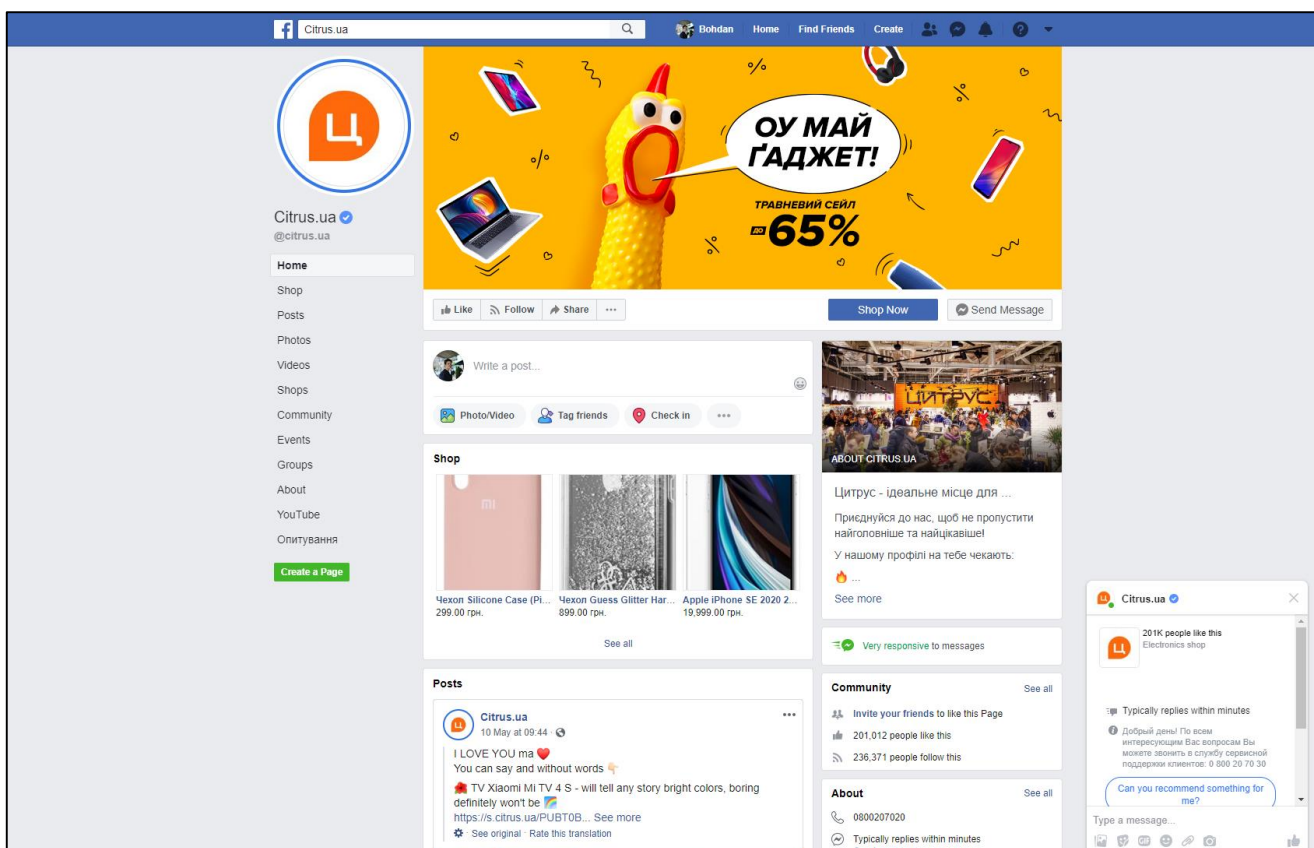 Citrus.ua
Bohdan
Home
Find Friends
Create
Ц
Citrus.ua
@citrus.ua
Home
Shop
Posts
Photos
Videos
Shops
Community
Events
Groups
About
YouTube
Опитування
Create a Page
ОУ МАЙ
ҐАДЖЕТ!
ТРАВНЕВИЙ СЕЙЛ
ДО 65%
Like
Follow
Share
Shop Now
Send Message
Write a post...
Photo/Video
Tag friends
Check in
Shop
Чехол Silicone Case (Pi...
299.00 грн.
Чехол Guess Glitter Har...
899.00 грн.
Apple iPhone SE 2020 2...
19,999.00 грн.
See all
Posts
Citrus.ua
10 May at 09:44 ·
I LOVE YOU ma ❤️
You can say and without words 👇🏻
🌺 TV Xiaomi Mi TV 4 S - will tell any story bright colors, boring
definitely won't be 🌈
https://s.citrus.ua/PUBT0B... See more
See original · Rate this translation
ЦИТРУС
ABOUT CITRUS.UA
Цитрус - ідеальне місце для ...
Приєднуйся до нас, щоб не пропустити
найголовніше та найцікавіше!
У нашому профілі на тебе чекають:
🔥 ...
See more
Very responsive to messages
Community
See all
Invite your friends to like this Page
201,012 people like this
236,371 people follow this
About
See all
0800207020
Typically replies within minutes
Citrus.ua
201K people like this
Electronics shop
Typically replies within minutes
Добрый день! По всем
интересующим Вас вопросам Вы
можете звонить в службу сервисной
поддержки клиентов: 0 800 20 70 30
Can you recommend something for
me?
Type a message...
GIF